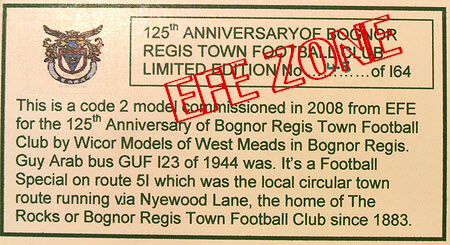 125th ANNIVERSARYOF BOGNOR
REGIS TOWN FOOTBALL CLUB
LIMITED EDITION No. of I64
EFE ZONE
This is a code 2 model commissioned in 2008 from EFE
for the 125th Anniversary of Bognor Regis Town Football
Club by Wicor Models of West Meads in Bognor Regis.
Guy Arab bus GUF I23 of 1944 was. It's a Football
Special on route 5I which was the local circular town
route running via Nyewood Lane, the home of The
Rocks or Bognor Regis Town Football Club since 1883.